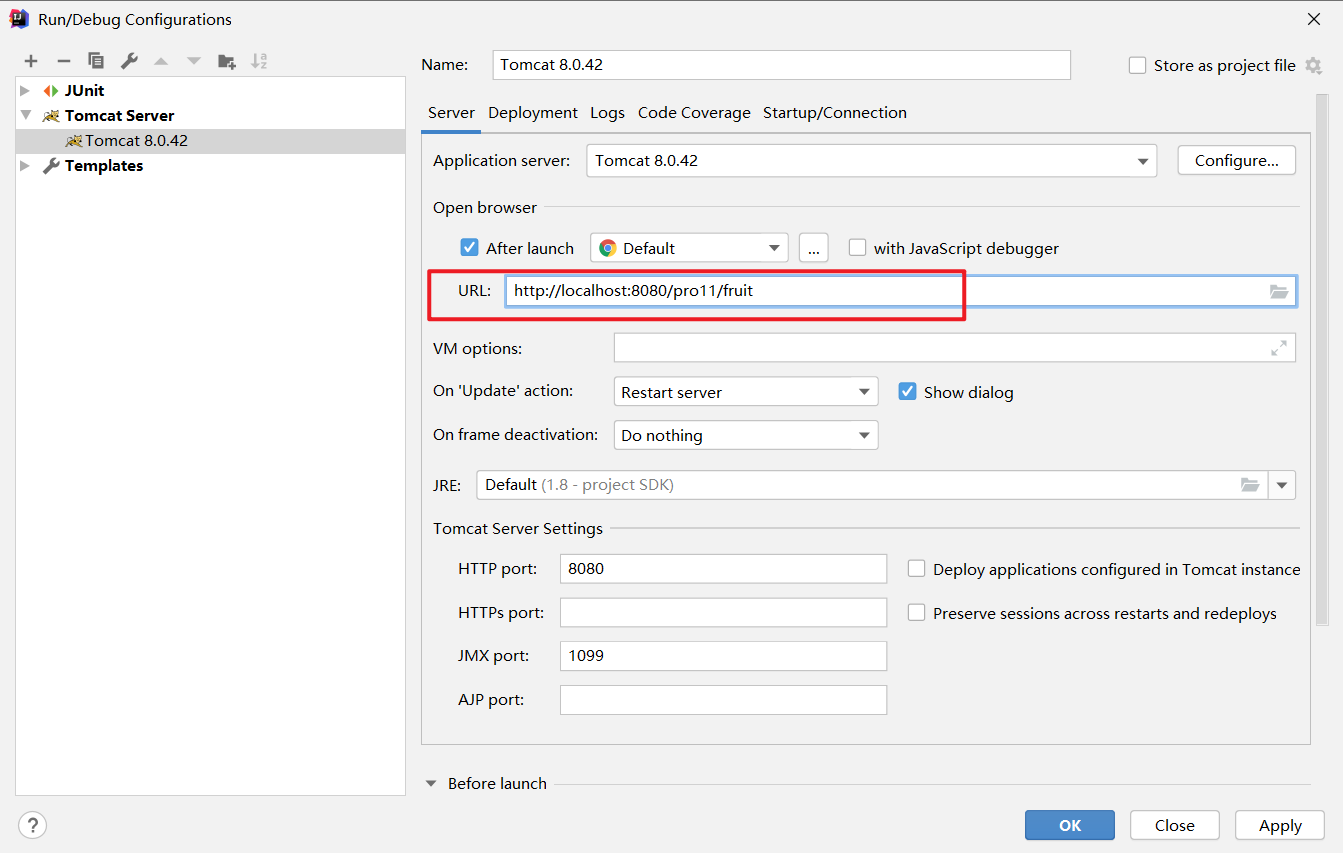 Run/Debug Configurations
JUnit
Tomcat Server
Tomcat 8.0.42
Templates
Name: Tomcat 8.0.42 Store as project file
Server Deployment Logs Code Coverage Startup/Connection
Application server: Tomcat 8.0.42 Configure...
Open browser
After launch Default ... with JavaScript debugger
URL: http://localhost:8080/pro11/fruit
VM options:
On 'Update' action: Restart server Show dialog
On frame deactivation: Do nothing
JRE: Default (1.8 - project SDK)
Tomcat Server Settings
HTTP port: 8080 Deploy applications configured in Tomcat instance
HTTPs port: Preserve sessions across restarts and redeploys
JMX port: 1099
AJP port:
Before launch
? OK Close Apply